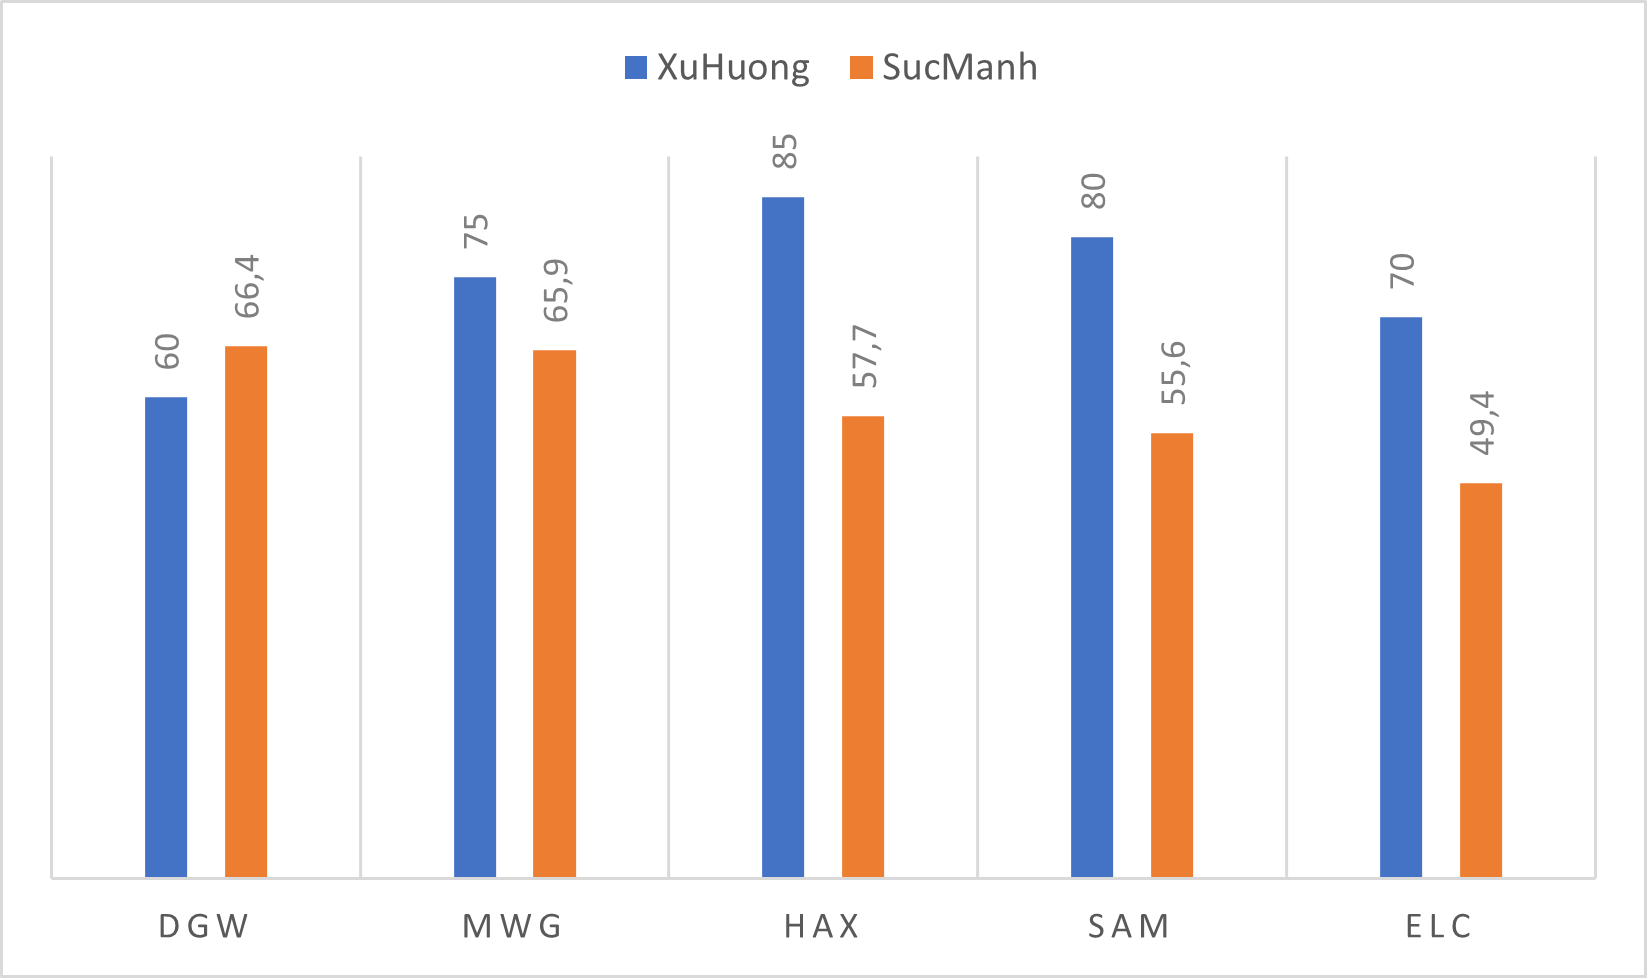 XuHuong SucManh
60 66,4 75 65,9 85 57,7 80 55,6 70 49,4
DGW MWG HAX SAM ELC